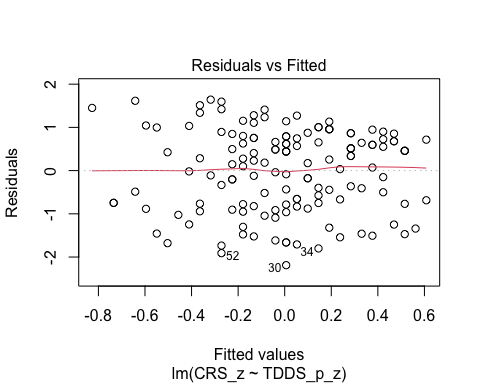 Residuals vs Fitted
Residuals
2
1
0
-1
-2
52
34
30
-0.8 -0.6 -0.4 -0.2 0.0 0.2 0.4 0.6
Fitted values
lm(CRS_z ~ TDDS_p_z)